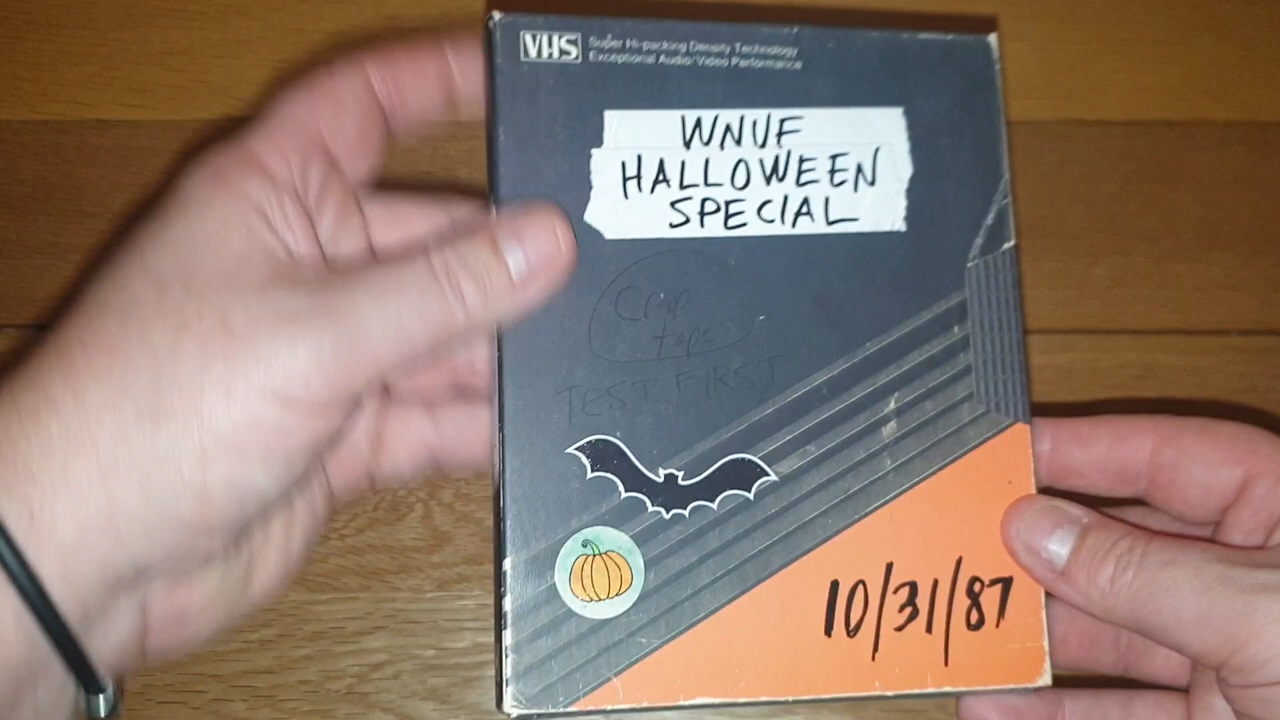 VHS
Super Hi-packing Density Technology
Exceptional Audio/Video Performance
WNUF
HALLOWEEN
SPECIAL
Crap
tape
TEST FIRST
10/31/87